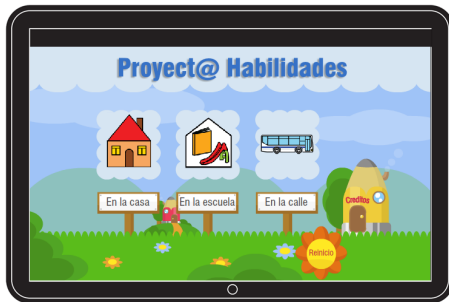 Proyect@ Habilidades
En la casa
En la escuela
En la calle
Creditos
Reinicio